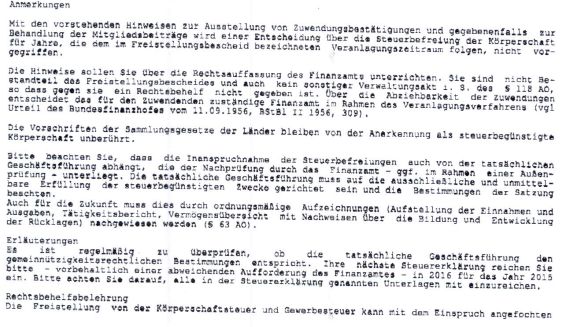 Anmerkungen
Mit den vorstehenden Hinweisen zur Ausstellung von Zuwendungsbestätigungen und gegebenenfalls zur
Behandlung der Mitgliedsbeiträge wird einer Entscheidung über die Steuerbefreiung der Körperschaft
für Jahre, die dem im Freistellungsbescheid bezeichneten Veranlagungszeitraum folgen, nicht vor-
gegriffen.
Die Hinweise sollen Sie über die Rechtsauffassung des Finanzamts unterrichten. Sie sind nicht Be-
standteil des Freistellungsbescheides und auch kein sonstiger Verwaltungsakt i. S. des § 118 AO,
so dass gegen sie ein Rechtsbehelf nicht gegeben ist. Über die Abziehbarkeit der Zuwendungen
entscheidet das für den Zuwendenden zuständige Finanzamt im Rahmen des Veranlagungsverfahrens (vgl
Urteil des Bundesfinanzhofes vom 11.09.1956, BStBl II 1956, 309).
Die Vorschriften der Sammlungsgesetze der Länder bleiben von der Anerkennung als steuerbegünstigte
Körperschaft unberührt.
Bitte beachten Sie, dass die Inanspruchnahme der Steuerbefreiungen auch von der tatsächlichen
Geschäftsführung abhängt, die der Nachprüfung durch das Finanzamt - ggf. im Rahmen einer Außen-
prüfung - unterliegt. Die tatsächliche Geschäftsführung muss auf die ausschließliche und unmittel-
bare Erfüllung der steuerbegünstigten Zwecke gerichtet sein und die Bestimmungen der Satzung
beachten.
Auch für die Zukunft muss dies durch ordnungsmäßige Aufzeichnungen (Aufstellung der Einnahmen und
Ausgaben, Tätigkeitsbericht, Vermögensübersicht mit Nachweisen über die Bildung und Entwicklung
der Rücklagen) nachgewiesen werden (§ 63 AO).
Erläuterungen
Es ist regelmäßig zu überprüfen, ob die tatsächliche Geschäftsführung den
gemeinnützigkeitsrechtlichen Bestimmungen entspricht. Ihre nächste Steuererklärung reichen Sie
bitte - vorbehaltlich einer abweichenden Aufforderung des Finanzamtes - in 2016 für das Jahr 2015
ein. Bitte achten Sie darauf, alle in der Steuererklärung genannten Unterlagen mit einzureichen.
Rechtsbehelfsbelehrung
Die Freistellung von der Körperschaftsteuer und Gewerbesteuer kann mit dem Einspruch angefochten